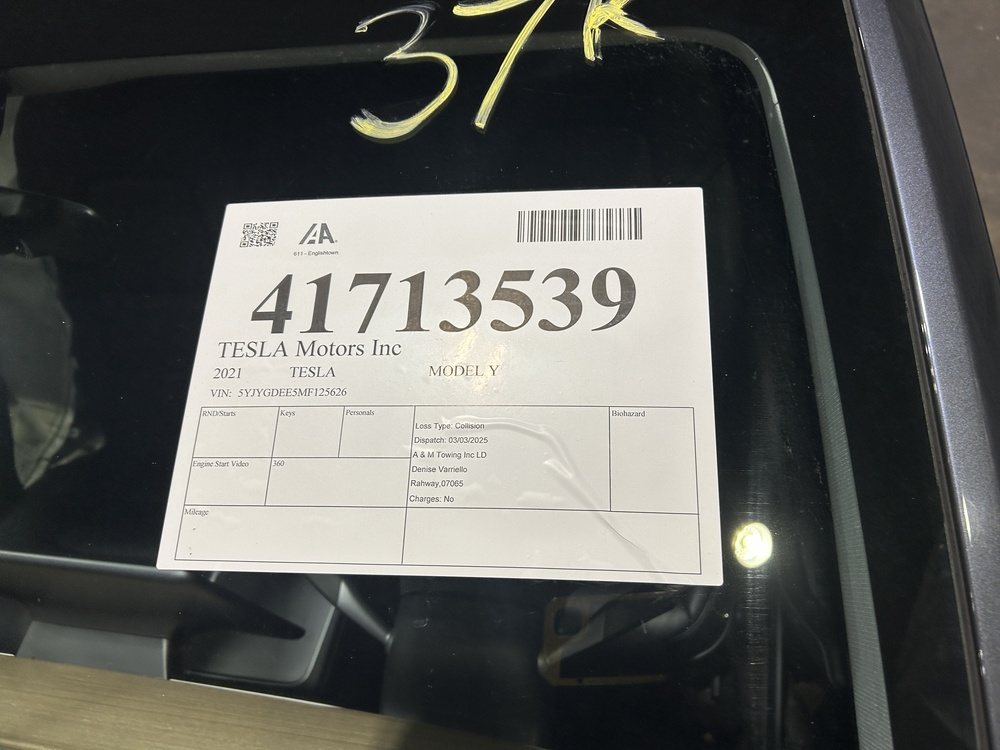 37k
IAA
611 - Englishtown
41713539
TESLA Motors Inc
2021 TESLA MODEL Y
VIN: 5YJYGDEE5MF125626
RND/Starts Keys Personals Biohazard
Loss Type: Collision
Dispatch: 03/03/2025
A & M Towing Inc LD
Engine Start Video 360
Denise Varriello
Rahway,07065
Charges: No
Mileage